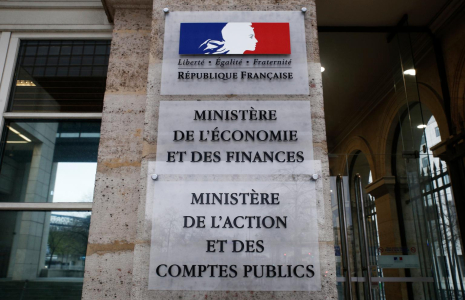 Liberté • Égalité • Fraternité
RÉPUBLIQUE FRANÇAISE
MINISTÈRE
DE L'ÉCONOMIE
ET DES FINANCES
MINISTÈRE
DE L'ACTION
ET DES
COMPTES PUBLICS